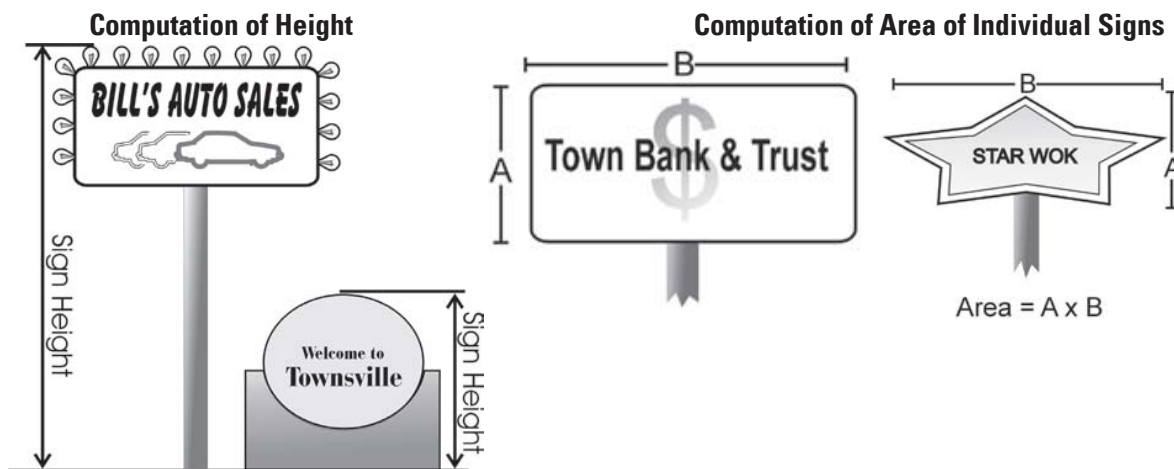 Computation of Height
Sign Height
BILL'S AUTO SALES
Sign Height
Welcome to
Townsville
Computation of Area of Individual Signs
B
A
Town Bank & Trust
$
B
A
STAR WOK
Area = A x B